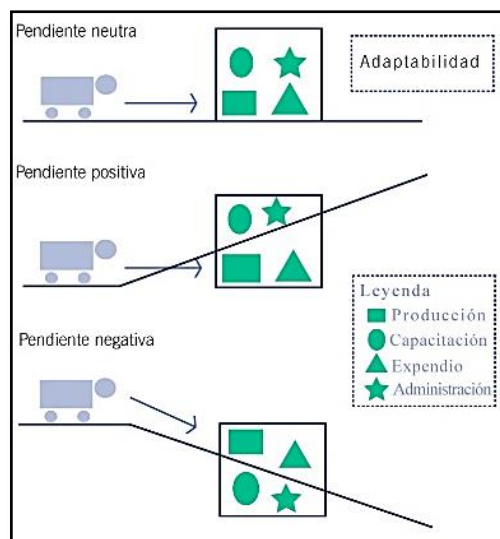 Pendiente neutra
Adaptabilidad
Pendiente positiva
Leyenda
Producción
Capacitación
Expendio
Administración
Pendiente negativa